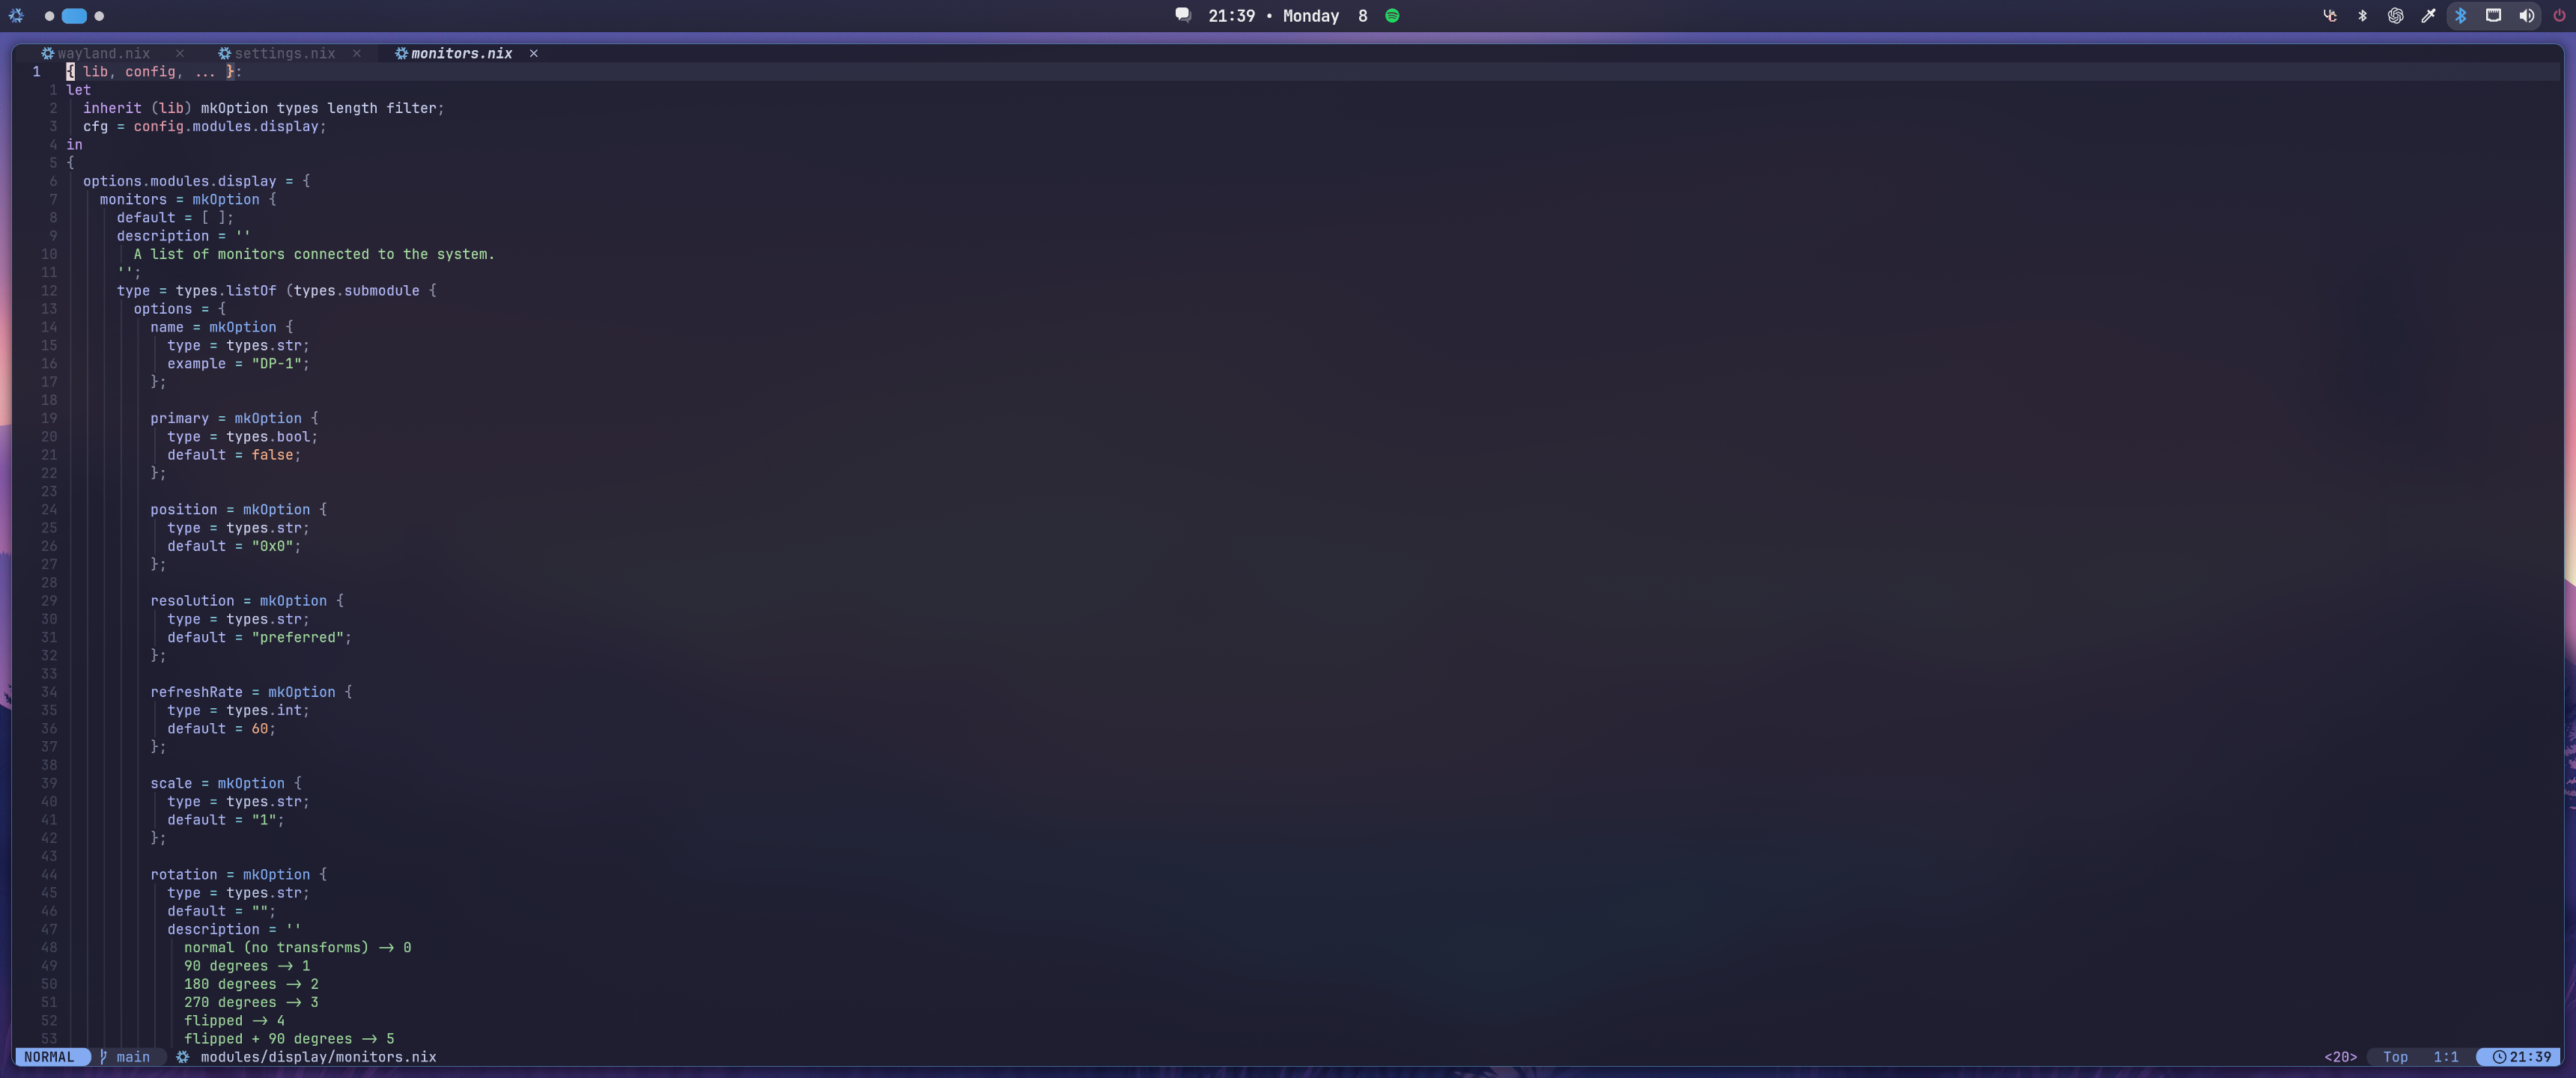 21:39 • Monday 8
wayland.nix × settings.nix × monitors.nix ×
1 { lib, config, ... }:
1 let
2 inherit (lib) mkOption types length filter;
3 cfg = config.modules.display;
4 in
5 {
6 options.modules.display = {
7 monitors = mkOption {
8 default = [ ];
9 description = ''
10 A list of monitors connected to the system.
11 '';
12 type = types.listOf (types.submodule {
13 options = {
14 name = mkOption {
15 type = types.str;
16 example = "DP-1";
17 };
18
19 primary = mkOption {
20 type = types.bool;
21 default = false;
22 };
23
24 position = mkOption {
25 type = types.str;
26 default = "0x0";
27 };
28
29 resolution = mkOption {
30 type = types.str;
31 default = "preferred";
32 };
33
34 refreshRate = mkOption {
35 type = types.int;
36 default = 60;
37 };
38
39 scale = mkOption {
40 type = types.str;
41 default = "1";
42 };
43
44 rotation = mkOption {
45 type = types.str;
46 default = "";
47 description = ''
48 normal (no transforms) -> 0
49 90 degrees -> 1
50 180 degrees -> 2
51 270 degrees -> 3
52 flipped -> 4
53 flipped + 90 degrees -> 5
NORMAL main modules/display/monitors.nix <20> Top 1:1 21:39